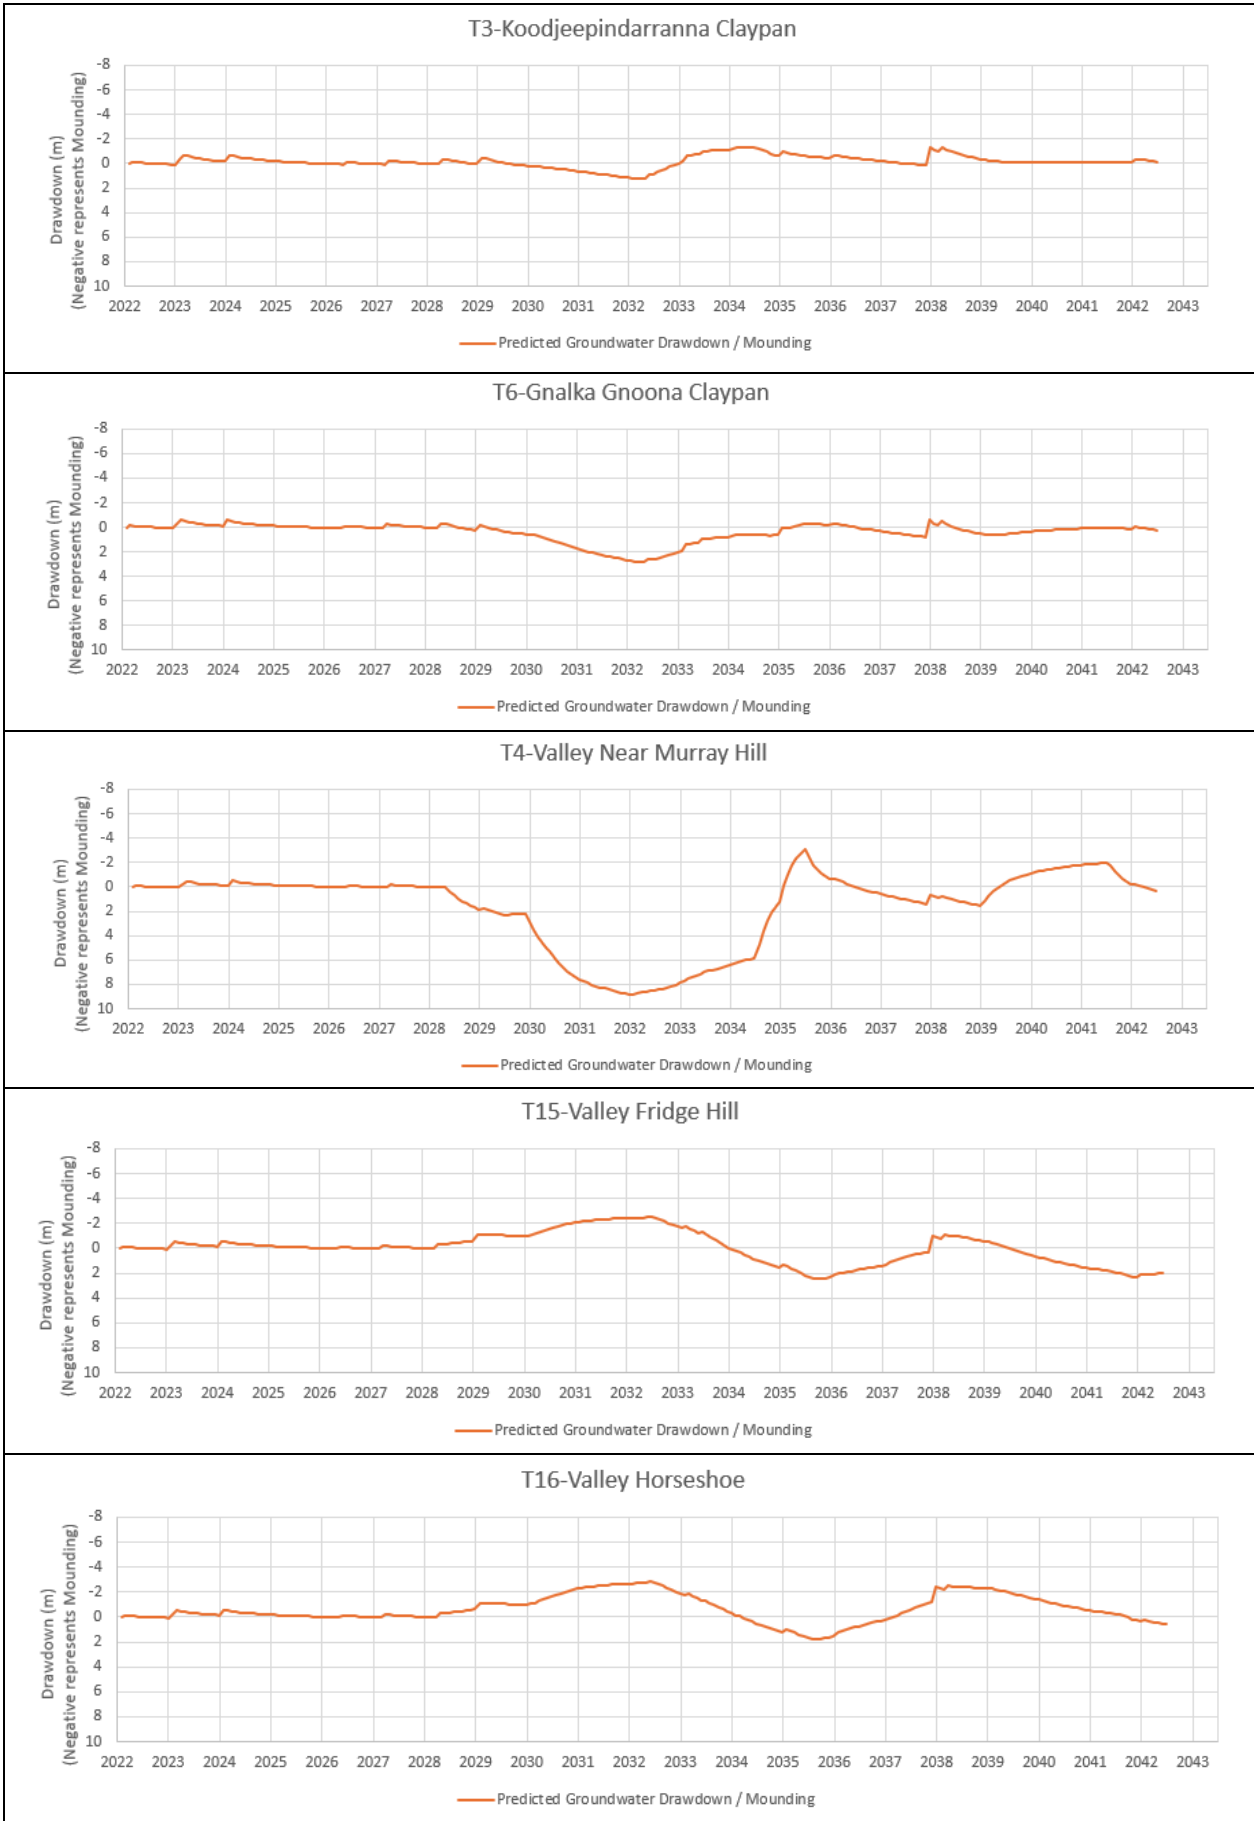 T3-Koodjeepindarranna Claypan
Drawdown (m)
(Negative represents Mounding)
-8
-6
-4
-2
0
2
4
6
8
10
2022 2023 2024 2025 2026 2027 2028 2029 2030 2031 2032 2033 2034 2035 2036 2037 2038 2039 2040 2041 2042 2043
Predicted Groundwater Drawdown / Mounding
T6-Gnalka Gnoona Claypan
Drawdown (m)
(Negative represents Mounding)
-8
-6
-4
-2
0
2
4
6
8
10
2022 2023 2024 2025 2026 2027 2028 2029 2030 2031 2032 2033 2034 2035 2036 2037 2038 2039 2040 2041 2042 2043
Predicted Groundwater Drawdown / Mounding
T4-Valley Near Murray Hill
Drawdown (m)
(Negative represents Mounding)
-8
-6
-4
-2
0
2
4
6
8
10
2022 2023 2024 2025 2026 2027 2028 2029 2030 2031 2032 2033 2034 2035 2036 2037 2038 2039 2040 2041 2042 2043
Predicted Groundwater Drawdown / Mounding
T15-Valley Fridge Hill
Drawdown (m)
(Negative represents Mounding)
-8
-6
-4
-2
0
2
4
6
8
10
2022 2023 2024 2025 2026 2027 2028 2029 2030 2031 2032 2033 2034 2035 2036 2037 2038 2039 2040 2041 2042 2043
Predicted Groundwater Drawdown / Mounding
T16-Valley Horseshoe
Drawdown (m)
(Negative represents Mounding)
-8
-6
-4
-2
0
2
4
6
8
10
2022 2023 2024 2025 2026 2027 2028 2029 2030 2031 2032 2033 2034 2035 2036 2037 2038 2039 2040 2041 2042 2043
Predicted Groundwater Drawdown / Mounding